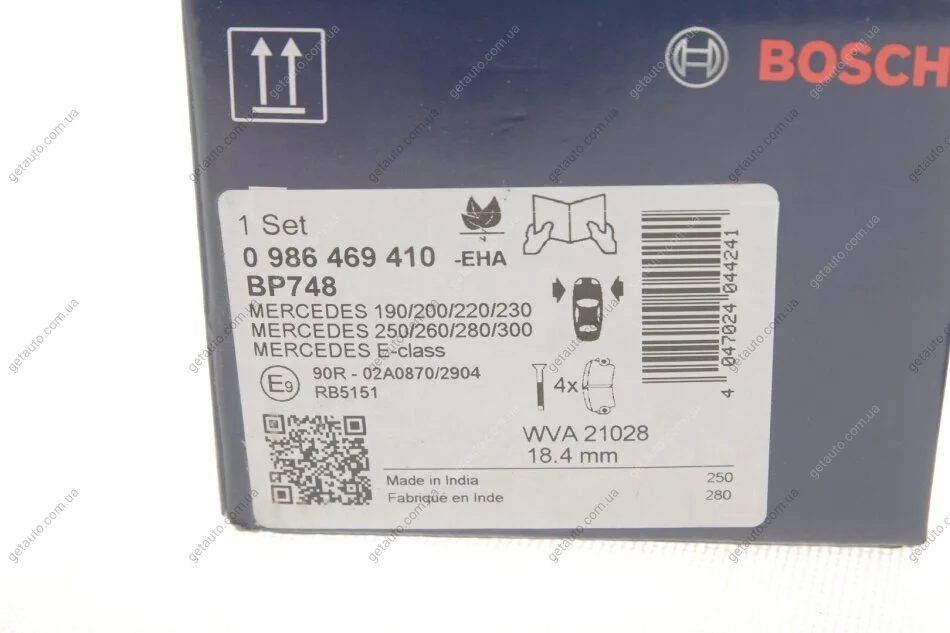 BOSCH
1 Set
0 986 469 410 -EHA
BP748
MERCEDES 190/200/220/230
MERCEDES 250/260/280/300
MERCEDES E-class
E9
90R - 02A0870/2904
RB5151
4x
WVA 21028
18.4 mm
Made in India
Fabriqué en Inde
250
280
4 047024 044241
getauto.com.ua